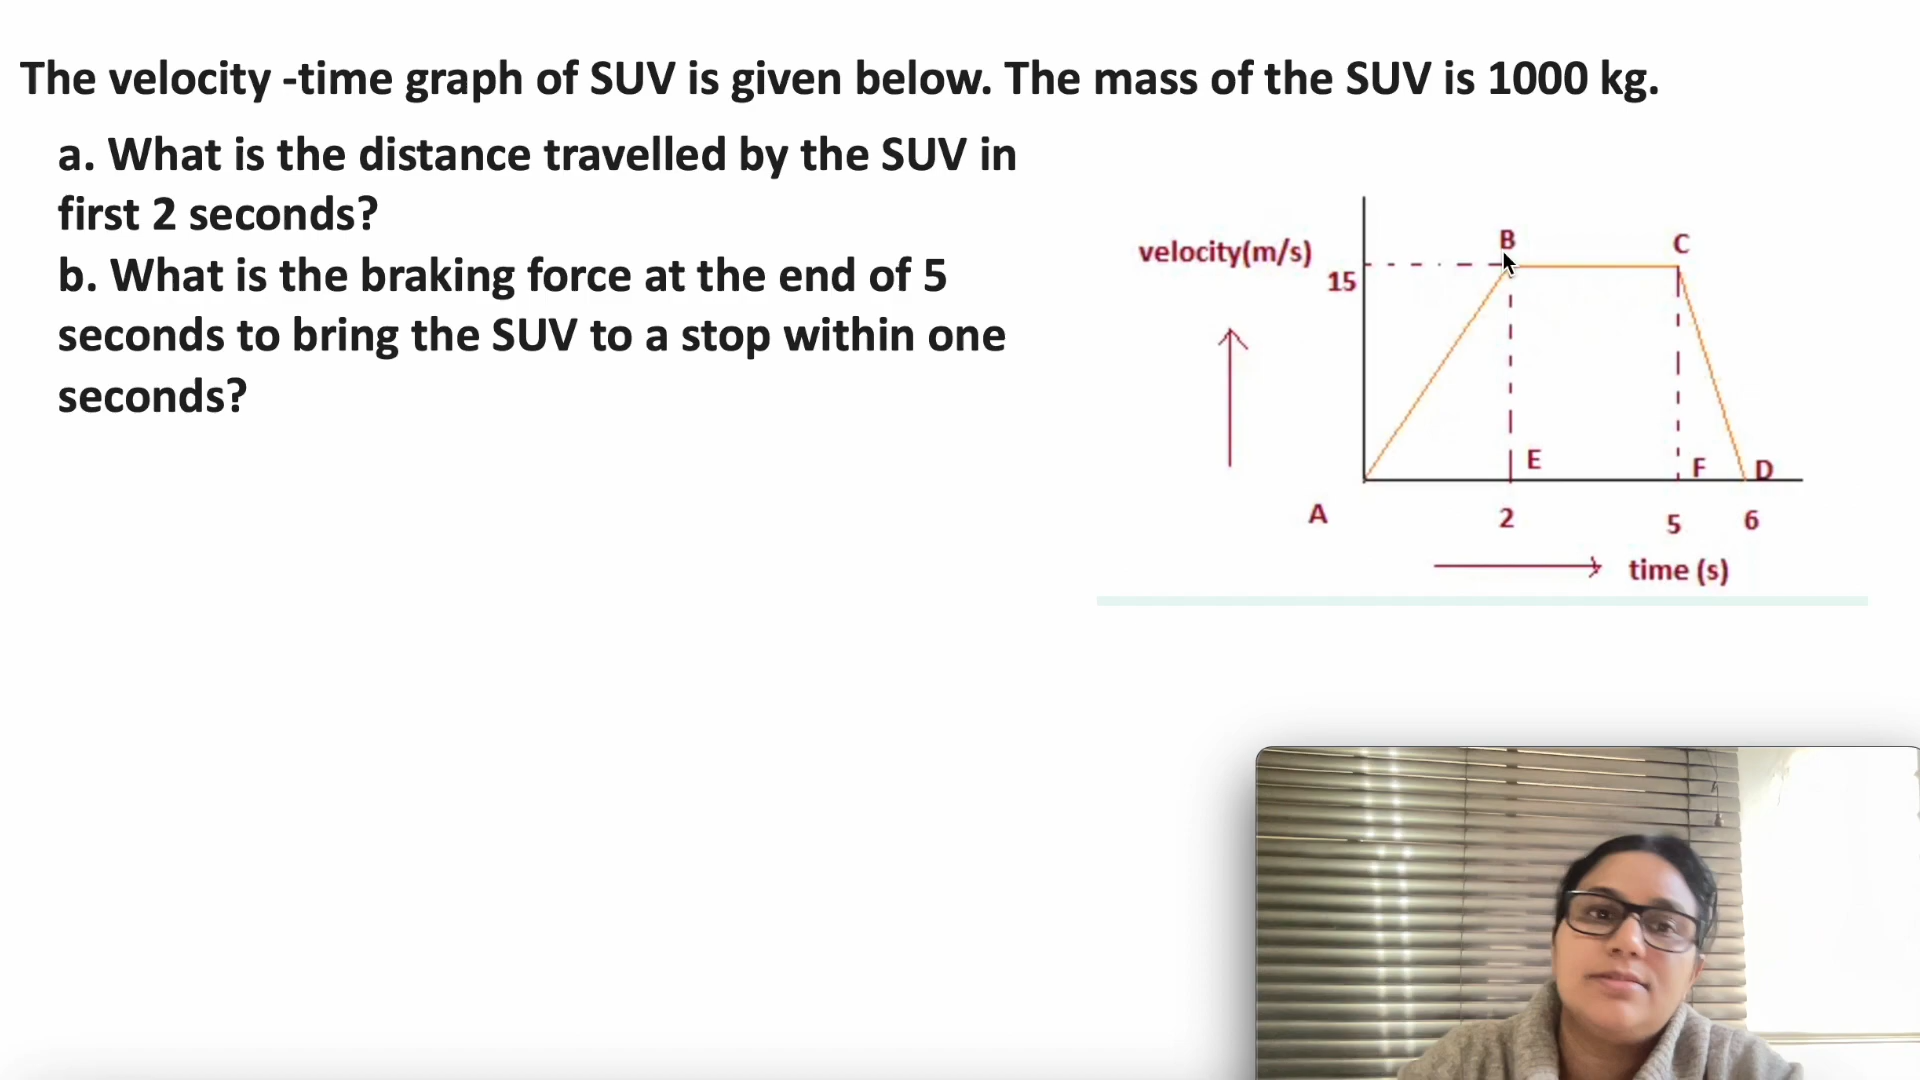 The velocity -time graph of SUV is given below. The mass of the SUV is 1000 kg.
a. What is the distance travelled by the SUV in
first 2 seconds?
b. What is the braking force at the end of 5
seconds to bring the SUV to a stop within one
seconds?
B
C
velocity(m/s)
15
E
F
D
A
2
5
6
time (s)